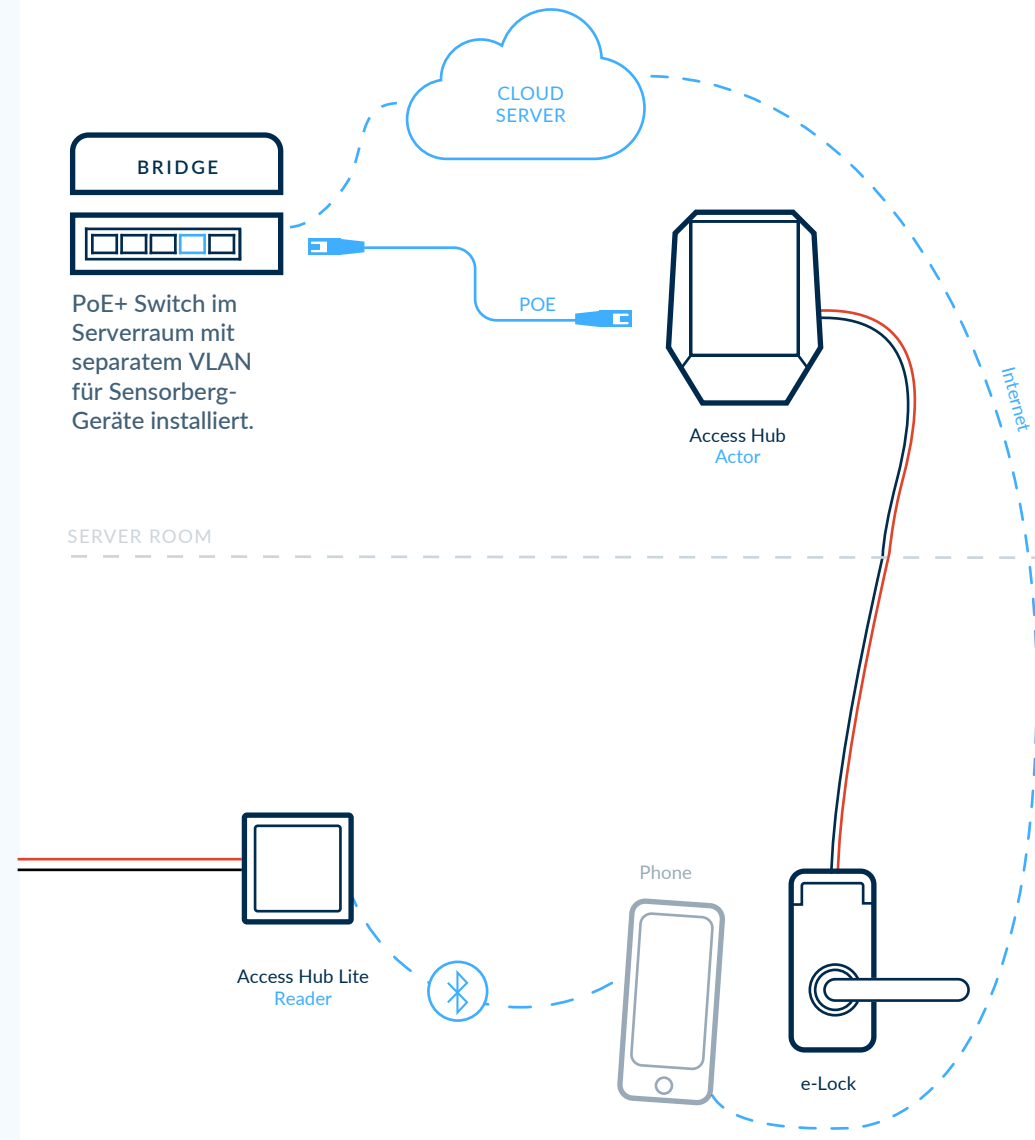 CLOUD
SERVER
BRIDGE
PoE+ Switch im
Serverraum mit
separatem VLAN
für Sensorberg-
Geräte installiert.
POE
Access Hub
Actor
Internet
SERVER ROOM
Phone
Access Hub Lite
Reader
e-Lock